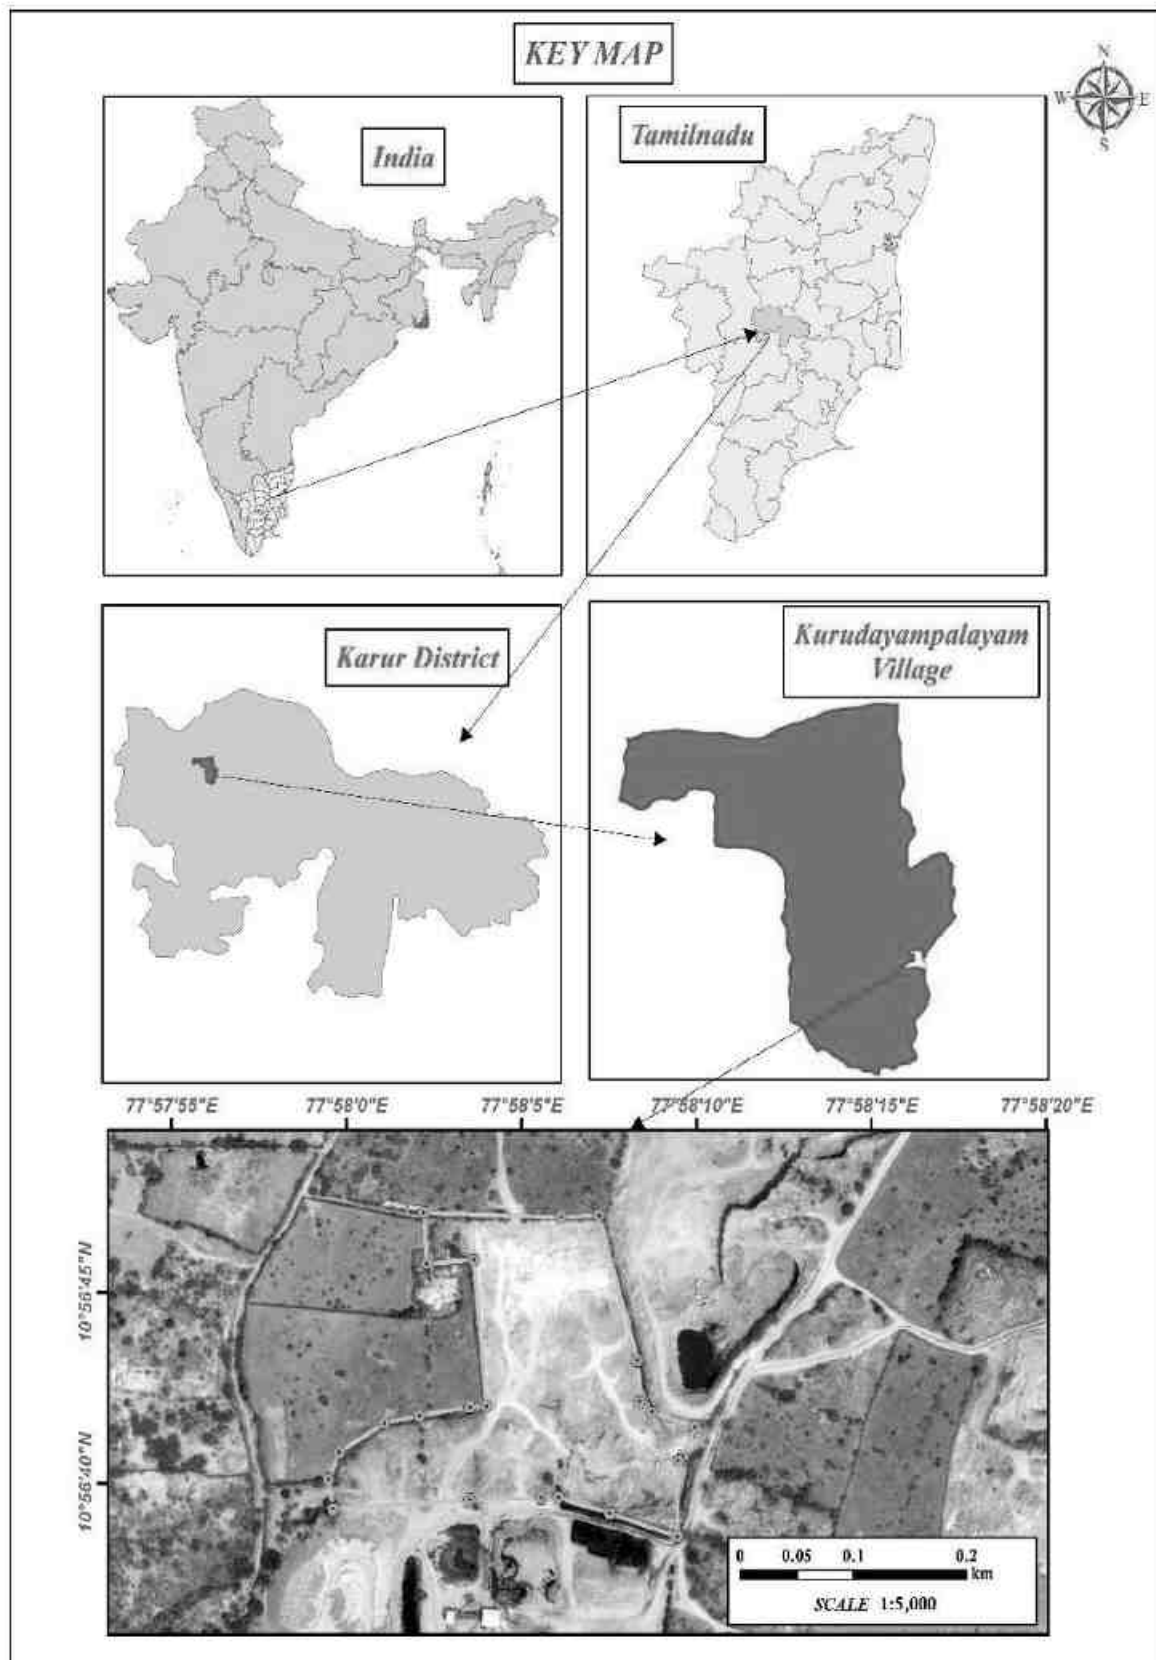 KEY MAP
N
W E
S
India
Tamilnadu
Karur District
Kurudayampalayam
Village
77°57'55"E 77°58'0"E 77°58'5"E 77°58'10"E 77°58'15"E 77°58'20"E
10°56'45"N
10°56'40"N
0 0.05 0.1 0.2
km
SCALE 1:5,000